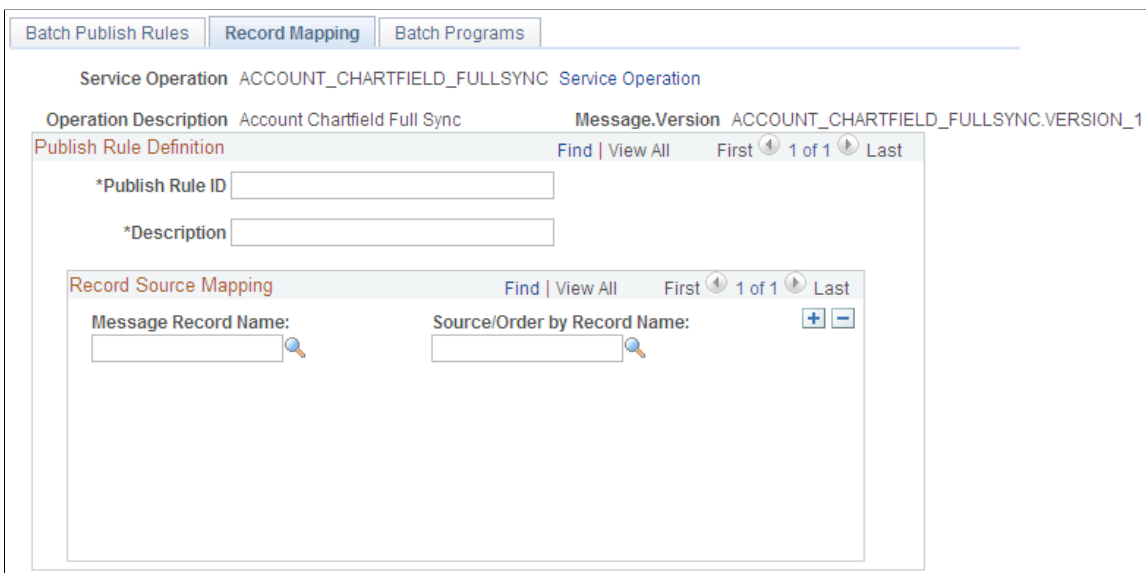 Batch Publish Rules Record Mapping Batch Programs
Service Operation ACCOUNT_CHARTFIELD_FULLSYNC Service Operation
Operation Description Account Chartfield Full Sync Message.Version ACCOUNT_CHARTFIELD_FULLSYNC.VERSION_1
Publish Rule Definition Find | View All First 1 of 1 Last
*Publish Rule ID
*Description
Record Source Mapping Find | View All First 1 of 1 Last
Message Record Name: Source/Order by Record Name: